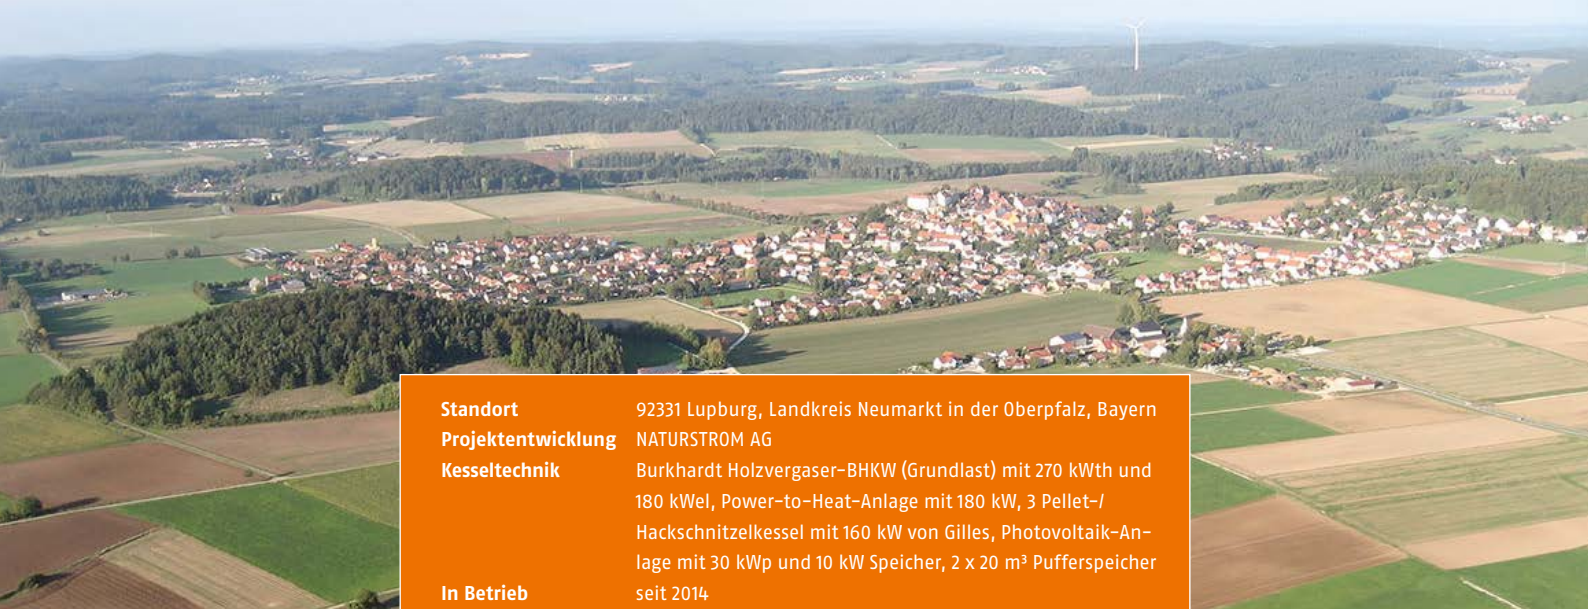 Standort 92331 Lupburg, Landkreis Neumarkt in der Oberpfalz, Bayern
Projektentwicklung NATURSTROM AG
Kesseltechnik Burkhardt Holzvergaser-BHKW (Grundlast) mit 270 kWth und
180 kWel, Power-to-Heat-Anlage mit 180 kW, 3 Pellet-/
Hackschnitzelkessel mit 160 kW von Gilles, Photovoltaik-An-
lage mit 30 kWp und 10 kW Speicher, 2 x 20 m³ Pufferspeicher
In Betrieb seit 2014